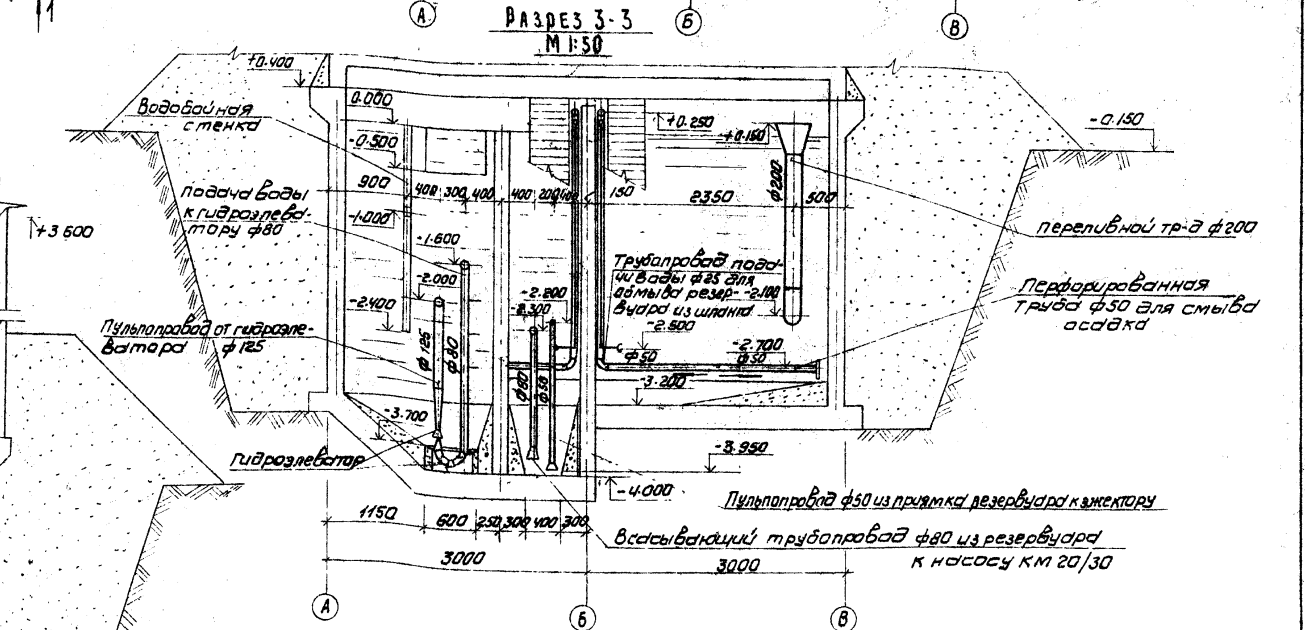 А
Б
В
РАЗРЕЗ 3-3
М 1:50
+0.400
Водобойная
стенка
0.000
-0.500
+0.250
+0.150
-0.150
900
400 300 400 400 200 400 150
2350
500
ф200
подача воды
к гидроэлева-
тору ф80
-1.000
+3.600
-1.600
-2.000
переливной тр-д ф200
Трубопровод пода-
чи воды ф25 для
обмыва резер-
вуара из шланга
-2.100
-2.200
-2.300
-2.400
-2.500
Перфорированная
труба ф50 для смыва
осадка
Пульпопровод от гидроэле-
ватора ф125
ф125
ф80
ф80
ф50
ф50
-2.700
ф50
-3.200
-3.700
Гидроэлеватор
-3.950
-4.000
Пульпопровод ф50 из приямка резервуара к эжектору
1150
600 250 300 400 300
Всасывающий трубопровод ф80 из резервуара
к насосу КМ 20/30
3000
3000
А
Б
В